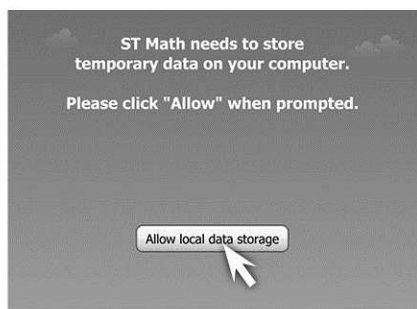 ST Math needs to store
temporary data on your computer.
Please click "Allow" when prompted.
Allow local data storage